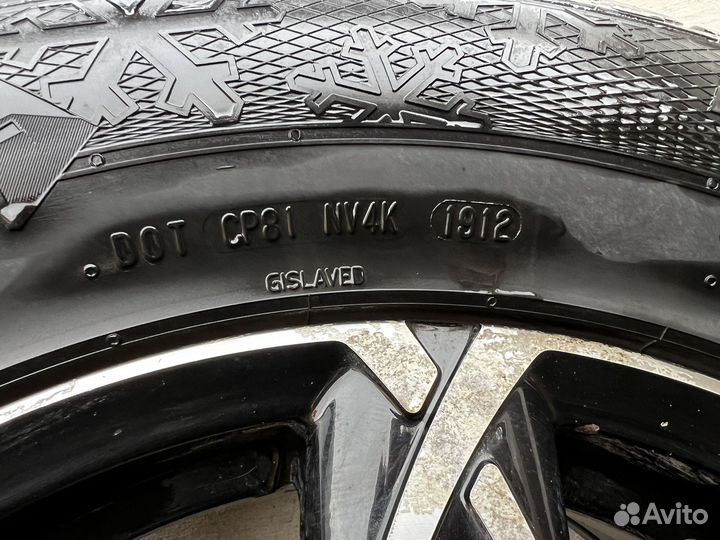 DOT CP81 NV4K 1912
GISLAVED
Avito